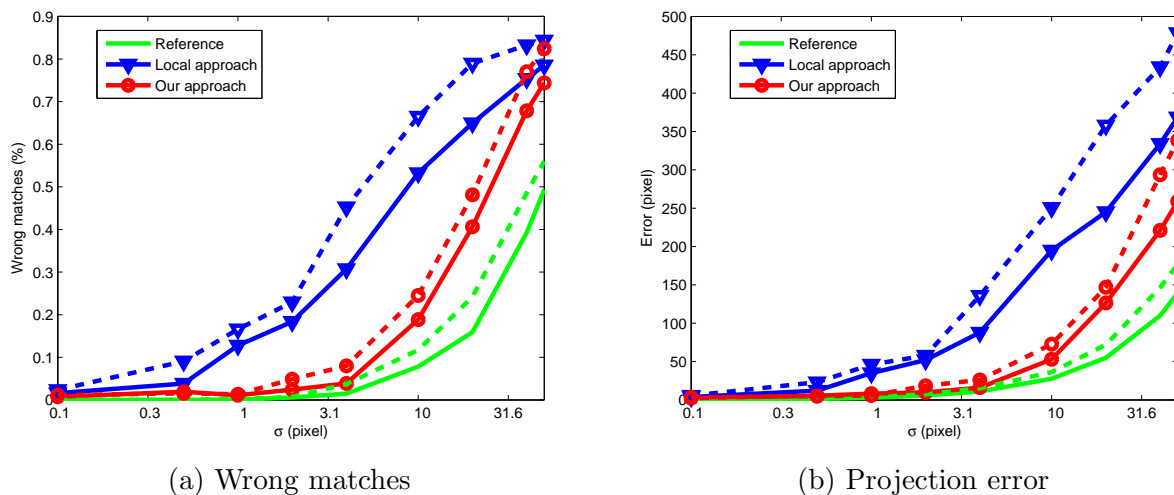 0.9
0.8
0.7
0.6
0.5
0.4
0.3
0.2
0.1
0
Wrong matches (%)
Reference
Local approach
Our approach
0.1 0.3 1 3.1 10 31.6
σ (pixel)
(a) Wrong matches
500
450
400
350
300
250
200
150
100
50
0
Error (pixel)
Reference
Local approach
Our approach
0.1 0.3 1 3.1 10 31.6
σ (pixel)
(b) Projection error